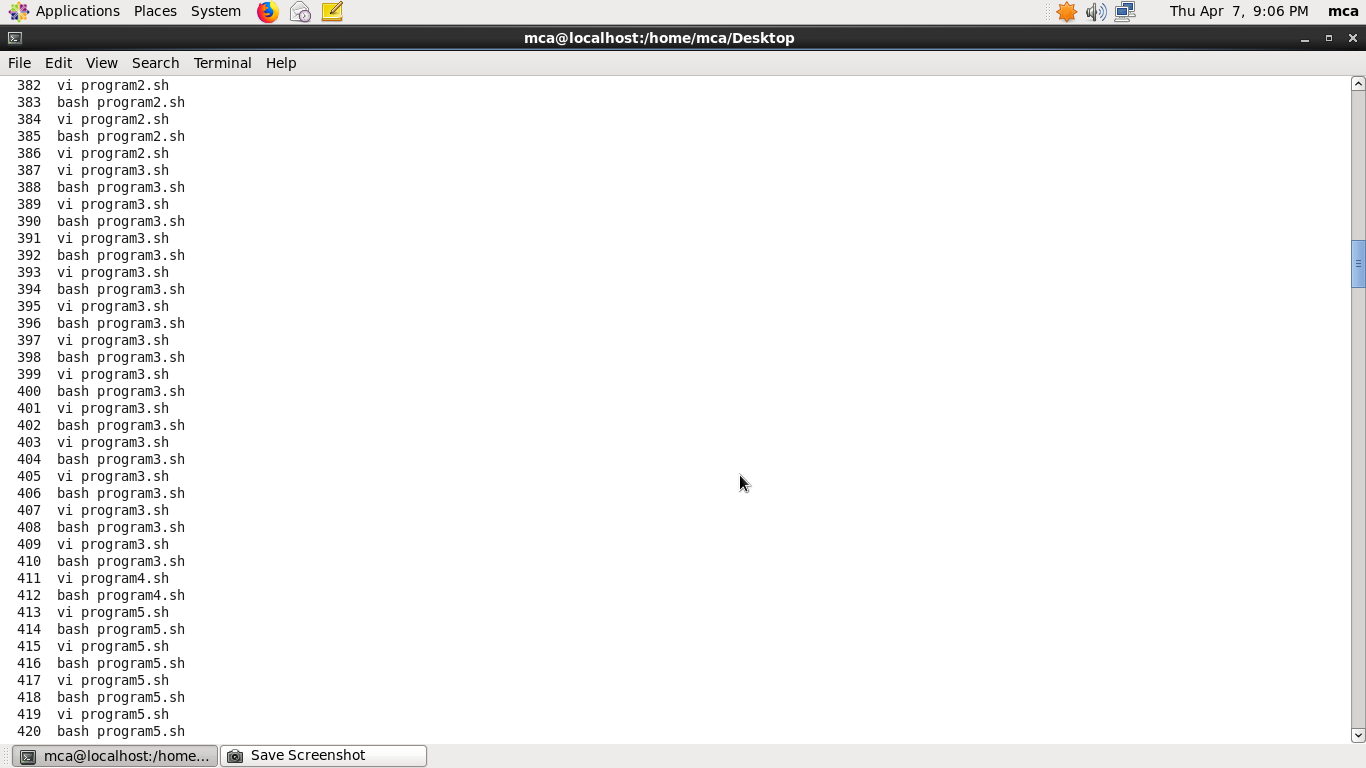 Applications Places System Thu Apr 7, 9:06 PM mca
mca@localhost:/home/mca/Desktop
File Edit View Search Terminal Help
382 vi program2.sh
383 bash program2.sh
384 vi program2.sh
385 bash program2.sh
386 vi program2.sh
387 vi program3.sh
388 bash program3.sh
389 vi program3.sh
390 bash program3.sh
391 vi program3.sh
392 bash program3.sh
393 vi program3.sh
394 bash program3.sh
395 vi program3.sh
396 bash program3.sh
397 vi program3.sh
398 bash program3.sh
399 vi program3.sh
400 bash program3.sh
401 vi program3.sh
402 bash program3.sh
403 vi program3.sh
404 bash program3.sh
405 vi program3.sh
406 bash program3.sh
407 vi program3.sh
408 bash program3.sh
409 vi program3.sh
410 bash program3.sh
411 vi program4.sh
412 bash program4.sh
413 vi program5.sh
414 bash program5.sh
415 vi program5.sh
416 bash program5.sh
417 vi program5.sh
418 bash program5.sh
419 vi program5.sh
420 bash program5.sh
mca@localhost:/home... Save Screenshot